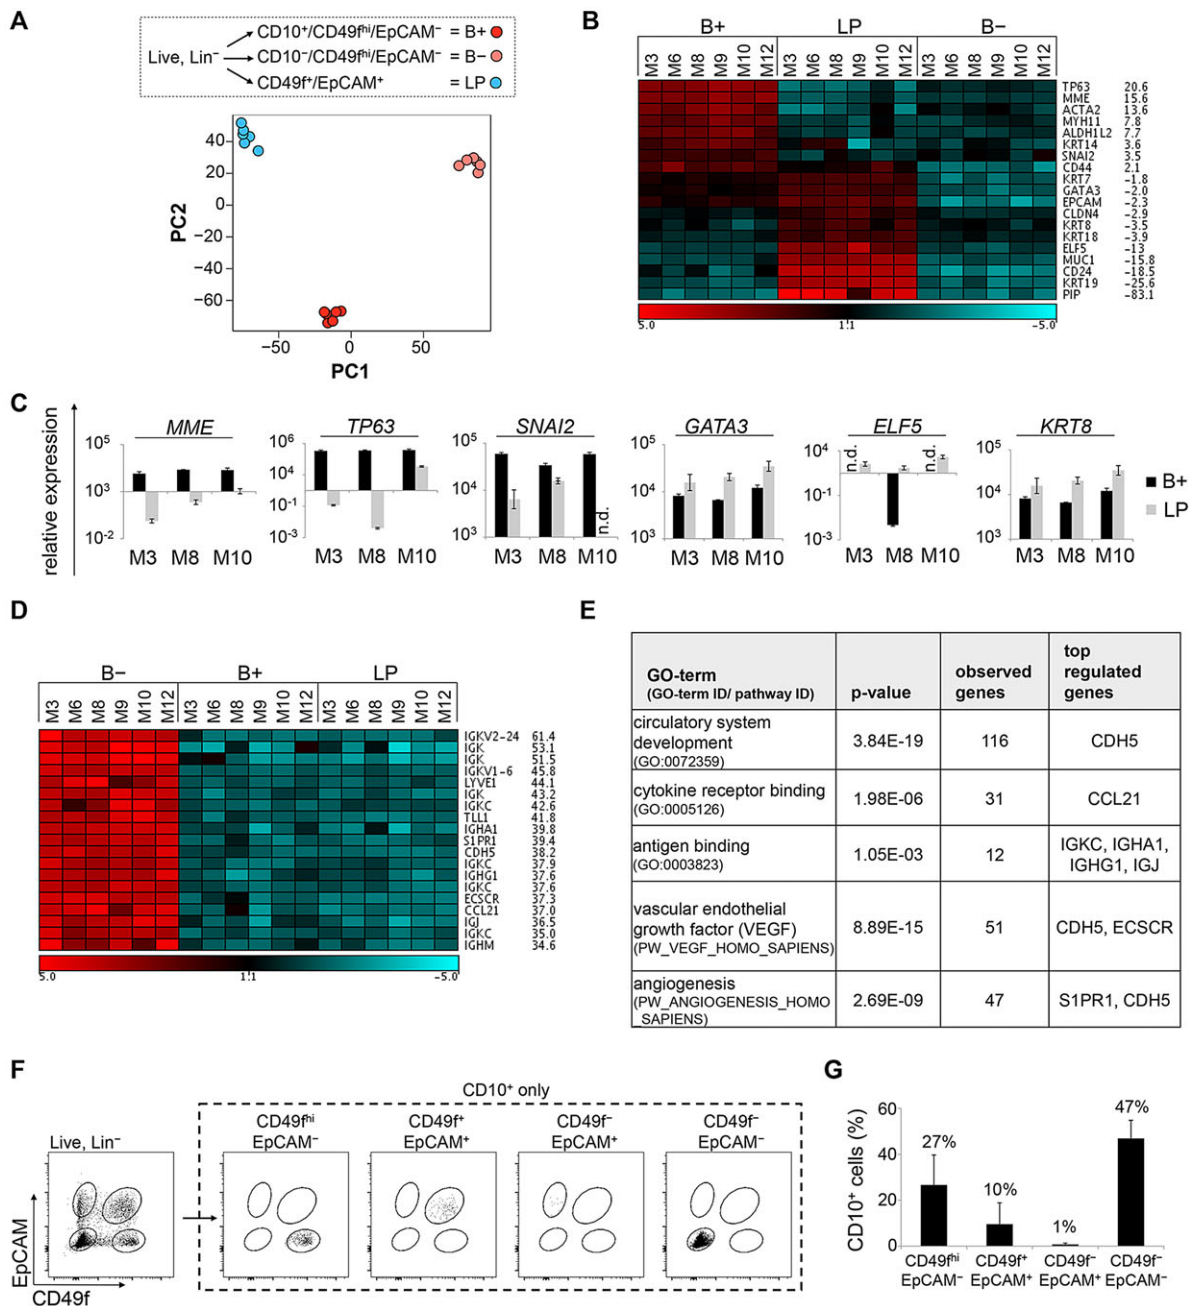 A
Live, Lin−
CD10+/CD49fhi/EpCAM− = B+
CD10−/CD49fhi/EpCAM− = B−
CD49f+/EpCAM+ = LP
40
20
0
−20
−40
−60
PC2
−50 0 50
PC1
B
B+ LP B−
M3 M6 M8 M9 M10 M12 M3 M6 M8 M9 M10 M12 M3 M6 M8 M9 M10 M12
TP63 20.6
MME 15.6
ACTA2 13.6
MYH11 7.8
ALDH1L2 7.7
KRT14 3.6
SNAI2 3.5
CD44 2.1
KRT7 -1.8
GATA3 -2.0
EPCAM -2.3
CLDN4 -2.9
KRT8 -3.5
KRT18 -3.9
ELF5 -13
MUC1 -15.8
CD24 -18.5
KRT19 -25.6
PIP -83.1
5.0 1:1 -5.0
C
relative expression
MME
105
103
10-2
M3 M8 M10
TP63
106
104
10-1
10-3
M3 M8 M10
SNAI2
105
104
103
n.d.
M3 M8 M10
GATA3
105
104
103
M3 M8 M10
ELF5
104
10-1
10-3
n.d.
n.d.
M3 M8 M10
KRT8
105
104
103
M3 M8 M10
B+
LP
D
B− B+ LP
M3 M6 M8 M9 M10 M12 M3 M6 M8 M9 M10 M12 M3 M6 M8 M9 M10 M12
IGKV2-24 61.4
IGK 53.1
IGK 51.5
IGKV1-6 45.8
LYVE1 44.1
IGK 43.2
IGKC 42.6
TLL1 41.8
IGHA1 39.8
S1PR1 39.4
CDH5 38.2
IGKC 37.9
IGHG1 37.6
IGKC 37.6
ECSCR 37.3
CCL21 37.0
IGJ 36.5
IGKC 35.0
IGHM 34.6
5.0 1:1 -5.0
E
GO-term
(GO-term ID/ pathway ID)
p-value
observed
genes
top
regulated
genes
circulatory system
development
(GO:0072359)
3.84E-19
116
CDH5
cytokine receptor binding
(GO:0005126)
1.98E-06
31
CCL21
antigen binding
(GO:0003823)
1.05E-03
12
IGKC, IGHA1,
IGHG1, IGJ
vascular endothelial
growth factor (VEGF)
(PW_VEGF_HOMO_SAPIENS)
8.89E-15
51
CDH5, ECSCR
angiogenesis
(PW_ANGIOGENESIS_HOMO
_SAPIENS)
2.69E-09
47
S1PR1, CDH5
F
CD10+ only
Live, Lin−
CD49fhi
EpCAM−
CD49f+
EpCAM+
CD49f−
EpCAM+
CD49f−
EpCAM−
EpCAM
CD49f
G
CD10+ cells (%)
60
40
20
0
27%
10%
1%
47%
CD49fhi
EpCAM−
CD49f+
EpCAM+
CD49f−
EpCAM+
CD49f−
EpCAM−